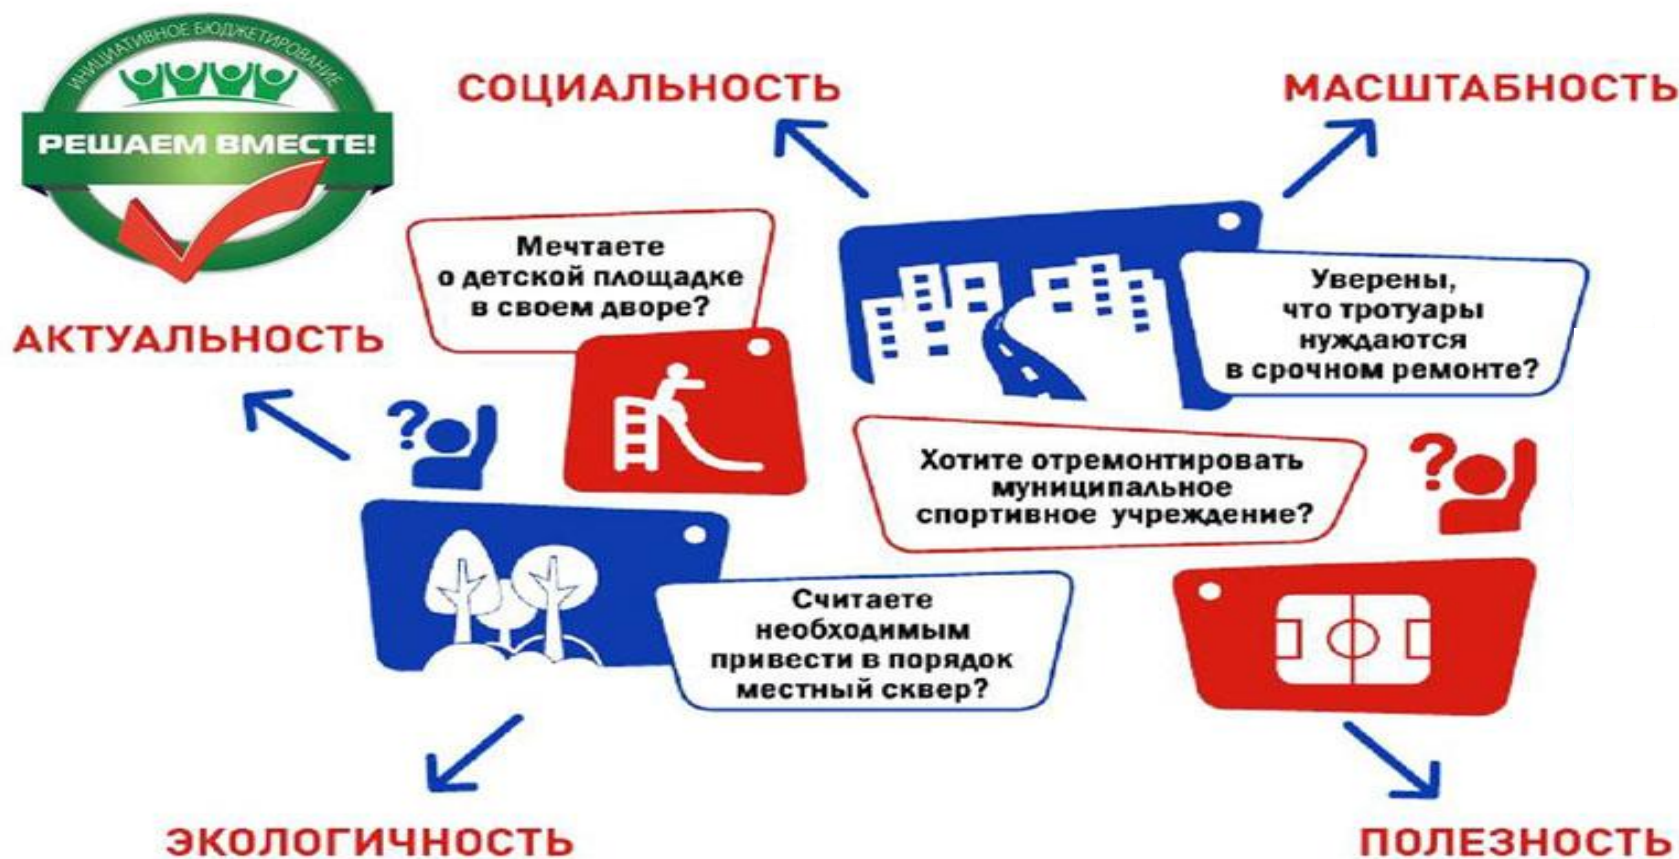 ИНИЦИАТИВНОЕ БЮДЖЕТИРОВАНИЕ
РЕШАЕМ ВМЕСТЕ!
СОЦИАЛЬНОСТЬ
МАСШТАБНОСТЬ
Мечтаете
о детской площадке
в своем дворе?
Уверены,
что тротуары
нуждаются
в срочном ремонте?
АКТУАЛЬНОСТЬ
?
Хотите отремонтировать
муниципальное
спортивное учреждение?
?
Считаете
необходимым
привести в порядок
местный сквер?
ЭКОЛОГИЧНОСТЬ
ПОЛЕЗНОСТЬ